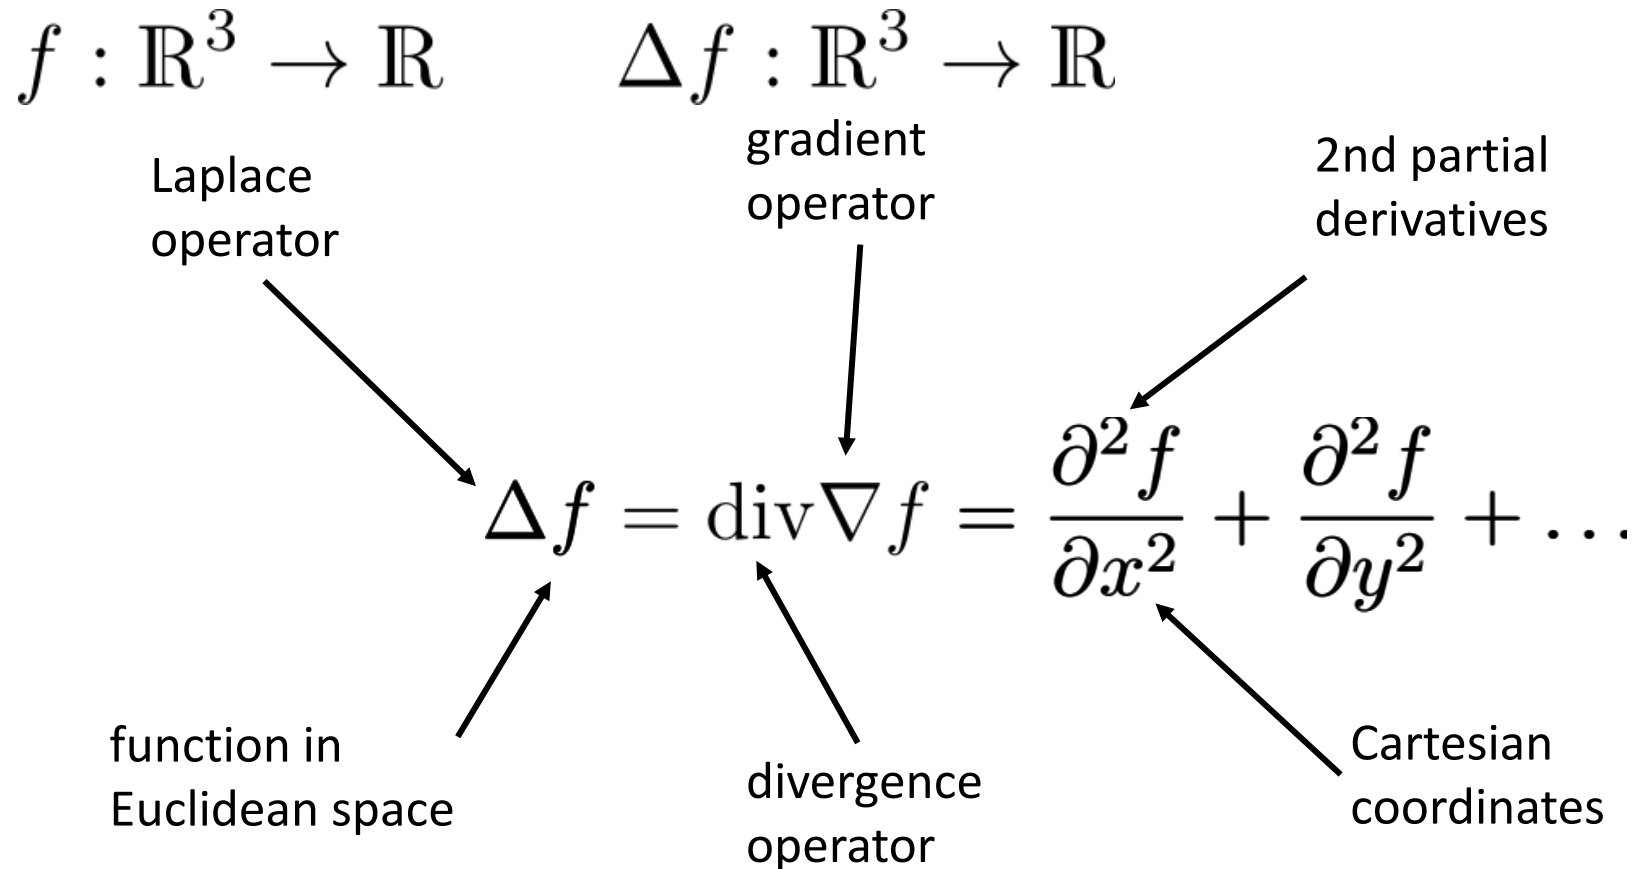 f : ℝ³ → ℝ
Δf : ℝ³ → ℝ
Laplace
operator
gradient
operator
2nd partial
derivatives
Δf = div∇f = ∂²f/∂x² + ∂²f/∂y² + ...
function in
Euclidean space
divergence
operator
Cartesian
coordinates